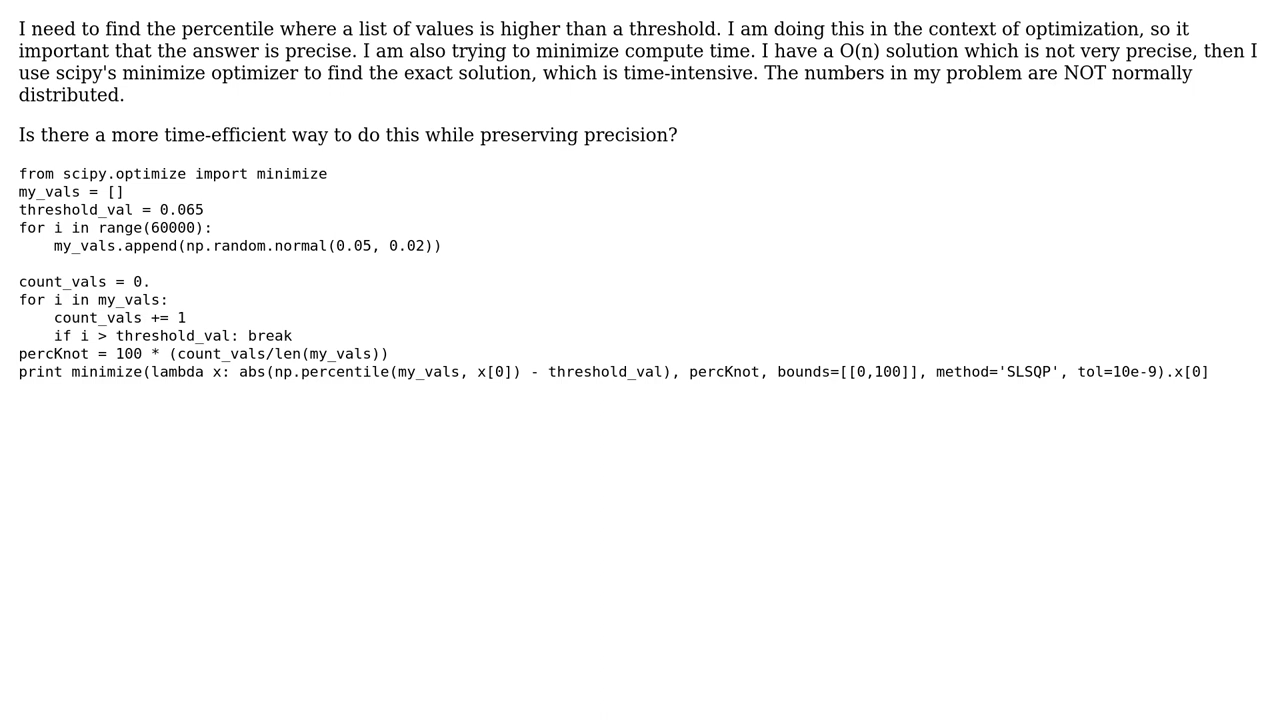 I need to find the percentile where a list of values is higher than a threshold. I am doing this in the context of optimization, so it
important that the answer is precise. I am also trying to minimize compute time. I have a O(n) solution which is not very precise, then I
use scipy's minimize optimizer to find the exact solution, which is time-intensive. The numbers in my problem are NOT normally
distributed.
Is there a more time-efficient way to do this while preserving precision?
from scipy.optimize import minimize
my_vals = []
threshold_val = 0.065
for i in range(60000):
    my_vals.append(np.random.normal(0.05, 0.02))
count_vals = 0.
for i in my_vals:
    count_vals += 1
    if i > threshold_val: break
percKnot = 100 * (count_vals/len(my_vals))
print minimize(lambda x: abs(np.percentile(my_vals, x[0]) - threshold_val), percKnot, bounds=[[0,100]], method='SLSQP', tol=10e-9).x[0]